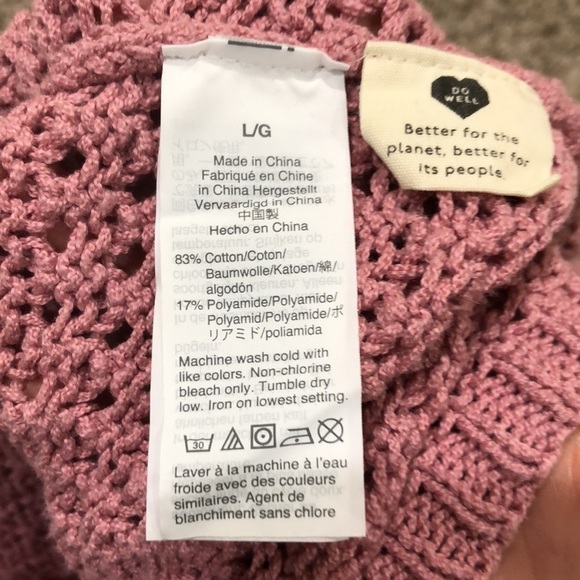 L/G
Made in China
Fabriqué en Chine
in China Hergestellt
Vervaardigd in China
中国製
Hecho en China
83% Cotton/Coton/
Baumwolle/Katoen/綿/
algodón
17% Polyamide/Polyamide/
Polyamid/Polyamide/ポ
リアミド/poliamida
Machine wash cold with
like colors. Non-chlorine
bleach only. Tumble dry
low. Iron on lowest setting.
30
Laver à la machine à l'eau
froide avec des couleurs
similaires. Agent de
blanchiment sans chlore
DO
WELL
Better for the
planet, better for
its people.